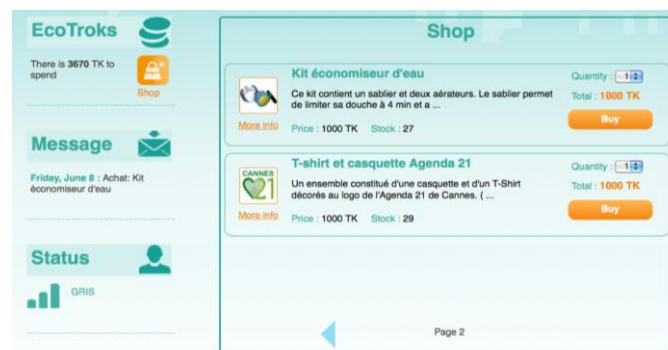 EcoTroks
There is 3670 TK to
spend
Shop
Message
Friday, June 8 : Achat: Kit
économiseur d'eau
Status
GRIS
Shop
Kit économiseur d'eau
Ce kit contient un sablier et deux aérateurs. Le sablier permet
de limiter sa douche à 4 min et a ...
More info
Price : 1000 TK Stock : 27
Quantity : 1
Total : 1000 TK
Buy
T-shirt et casquette Agenda 21
CANNES
21
Un ensemble constitué d'une casquette et d'un T-Shirt
décorés au logo de l'Agenda 21 de Cannes. ( ...
More info
Price : 1000 TK Stock : 29
Quantity : 1
Total : 1000 TK
Buy
Page 2